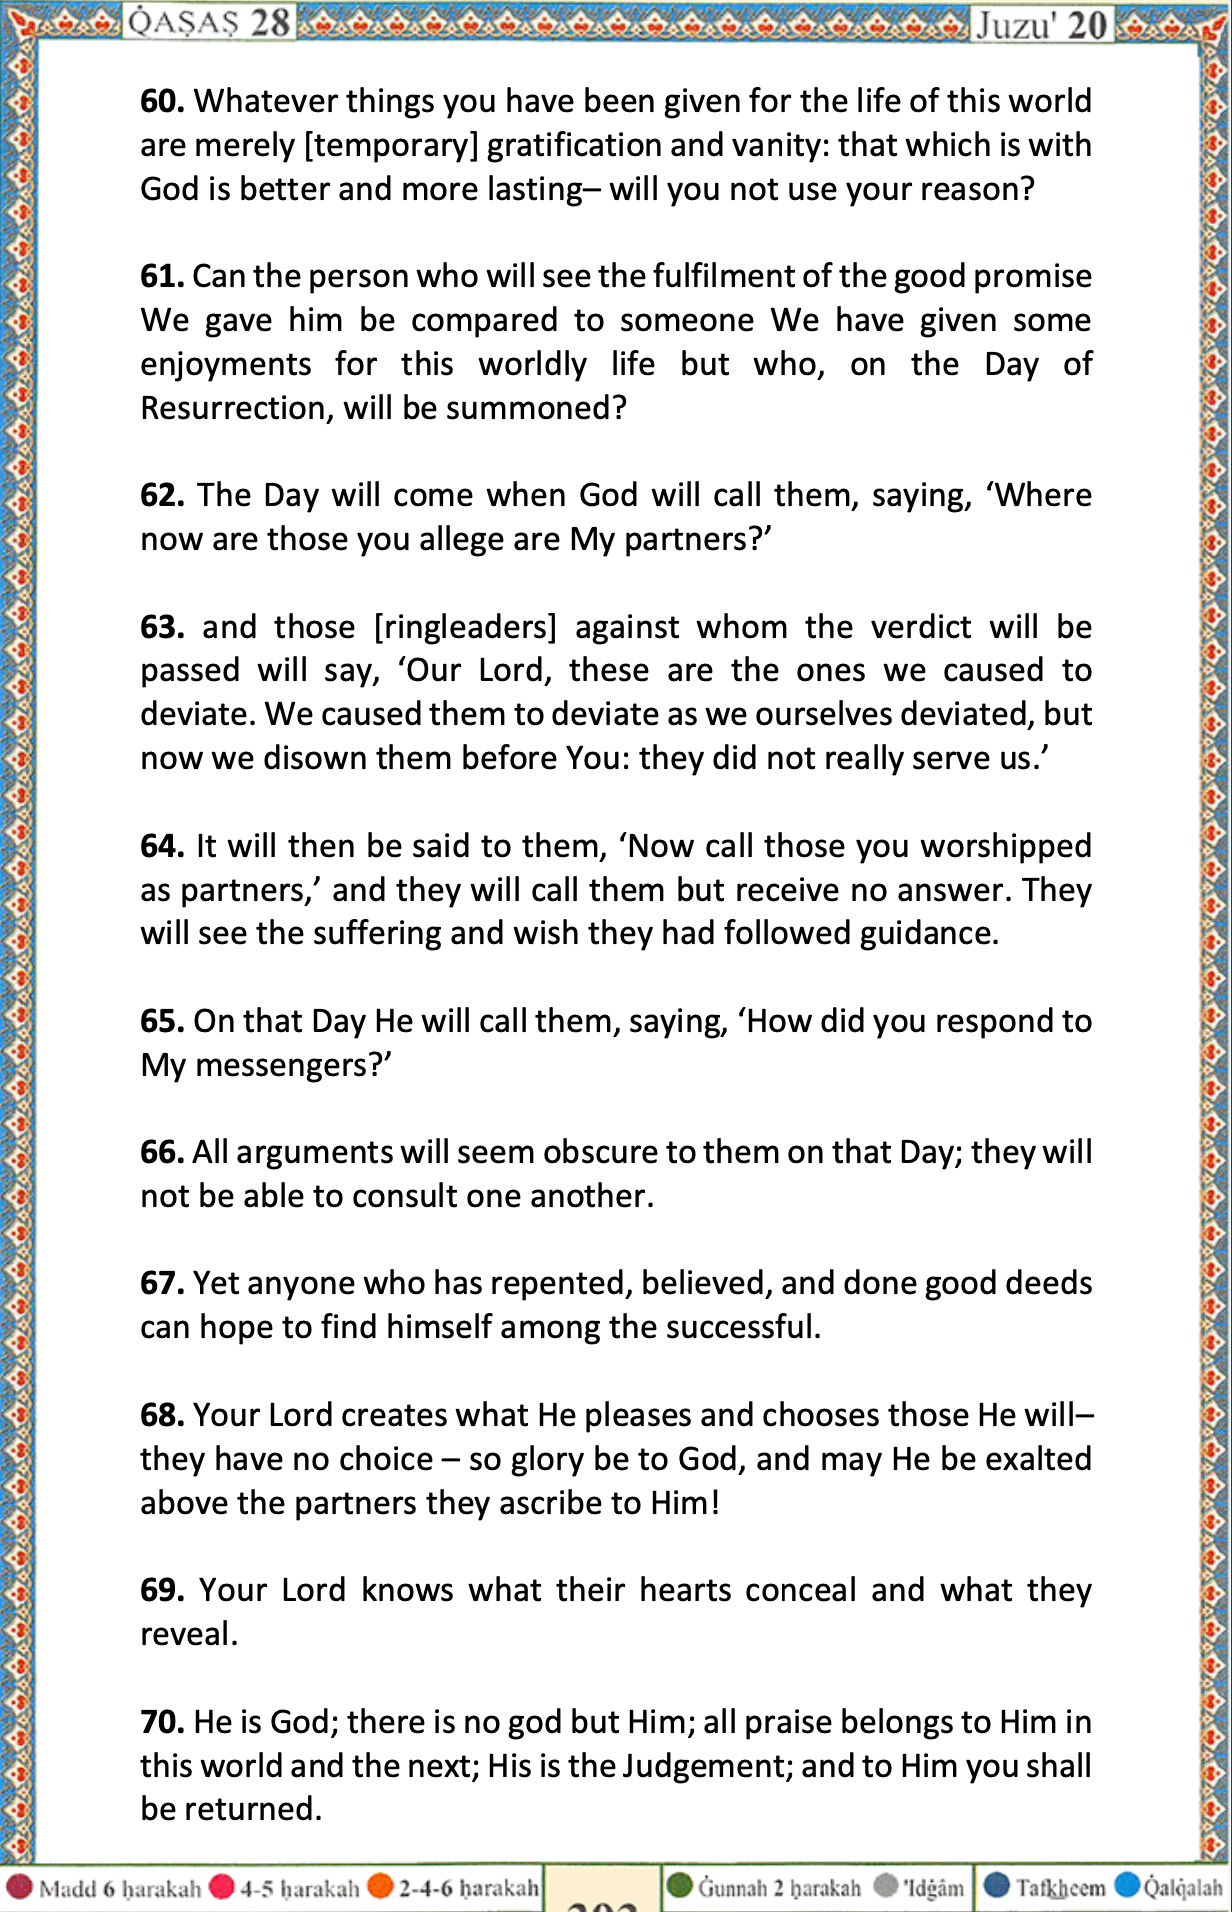 QAṢAṢ 28
Juzu' 20
60. Whatever things you have been given for the life of this world
are merely [temporary] gratification and vanity: that which is with
God is better and more lasting– will you not use your reason?
61. Can the person who will see the fulfilment of the good promise
We gave him be compared to someone We have given some
enjoyments for this worldly life but who, on the Day of
Resurrection, will be summoned?
62. The Day will come when God will call them, saying, ‘Where
now are those you allege are My partners?’
63. and those [ringleaders] against whom the verdict will be
passed will say, ‘Our Lord, these are the ones we caused to
deviate. We caused them to deviate as we ourselves deviated, but
now we disown them before You: they did not really serve us.’
64. It will then be said to them, ‘Now call those you worshipped
as partners,’ and they will call them but receive no answer. They
will see the suffering and wish they had followed guidance.
65. On that Day He will call them, saying, ‘How did you respond to
My messengers?’
66. All arguments will seem obscure to them on that Day; they will
not be able to consult one another.
67. Yet anyone who has repented, believed, and done good deeds
can hope to find himself among the successful.
68. Your Lord creates what He pleases and chooses those He will–
they have no choice – so glory be to God, and may He be exalted
above the partners they ascribe to Him!
69. Your Lord knows what their hearts conceal and what they
reveal.
70. He is God; there is no god but Him; all praise belongs to Him in
this world and the next; His is the Judgement; and to Him you shall
be returned.
Madd 6 ḥarakah 4-5 ḥarakah 2-4-6 ḥarakah Ġunnah 2 ḥarakah 'Idġâm Tafkheem Q̇alq̇alah